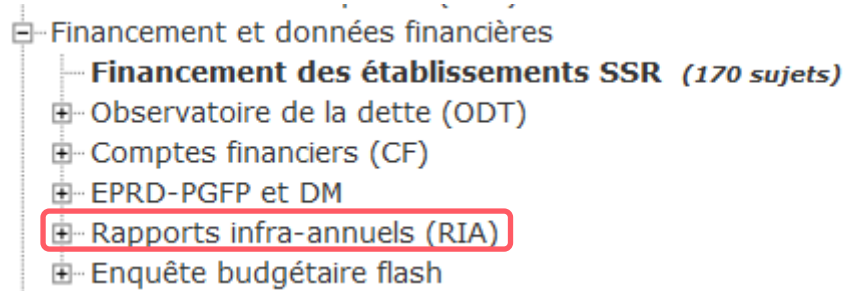 Financement et données financières
Financement des établissements SSR (170 sujets)
Observatoire de la dette (ODT)
Comptes financiers (CF)
EPRD-PGFP et DM
Rapports infra-annuels (RIA)
Enquête budgétaire flash